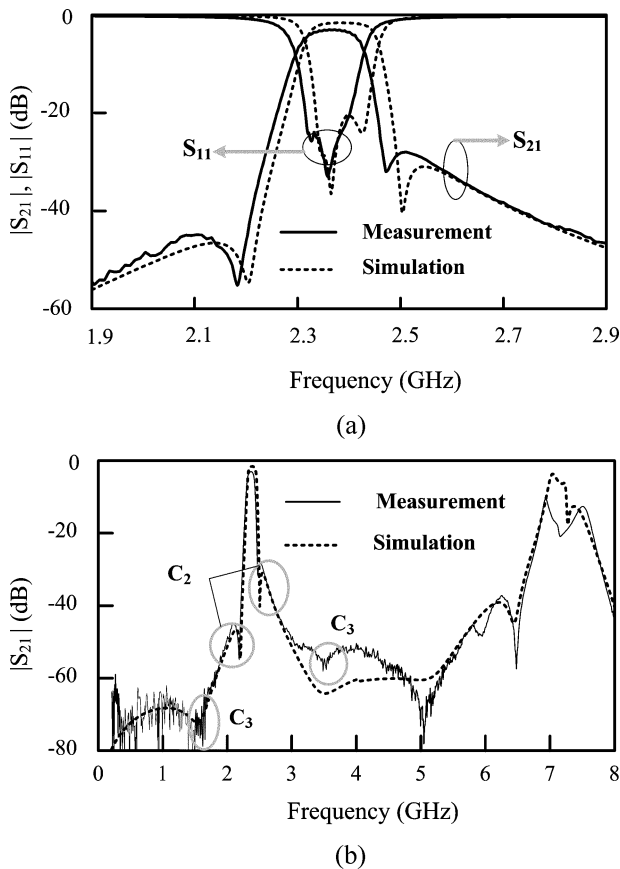 0
-20
-40
-60
|S21|, |S11| (dB)
S11
S21
Measurement
Simulation
1.9 2.1 2.3 2.5 2.7 2.9
Frequency (GHz)
(a)
0
-20
-40
-60
-80
|S21| (dB)
Measurement
Simulation
C2
C3
C3
0 1 2 3 4 5 6 7 8
Frequency (GHz)
(b)